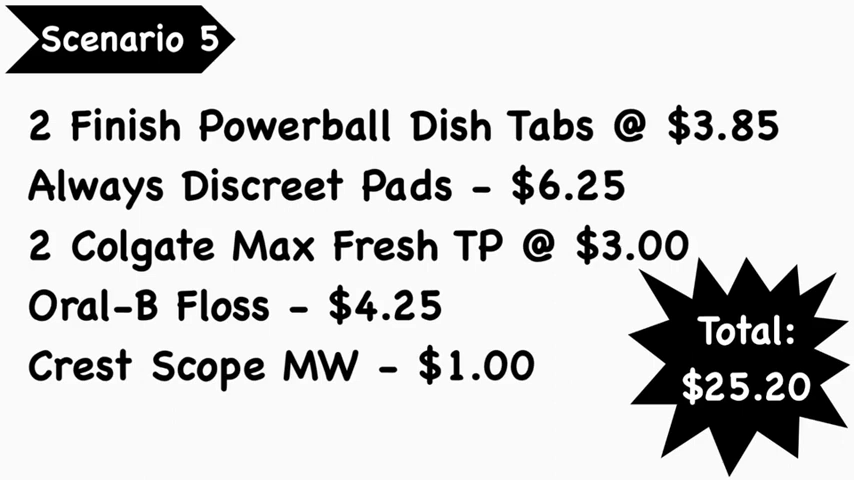 Scenario 5
2 Finish Powerball Dish Tabs @ $3.85
Always Discreet Pads - $6.25
2 Colgate Max Fresh TP @ $3.00
Oral-B Floss - $4.25
Crest Scope MW - $1.00
Total:
$25.20